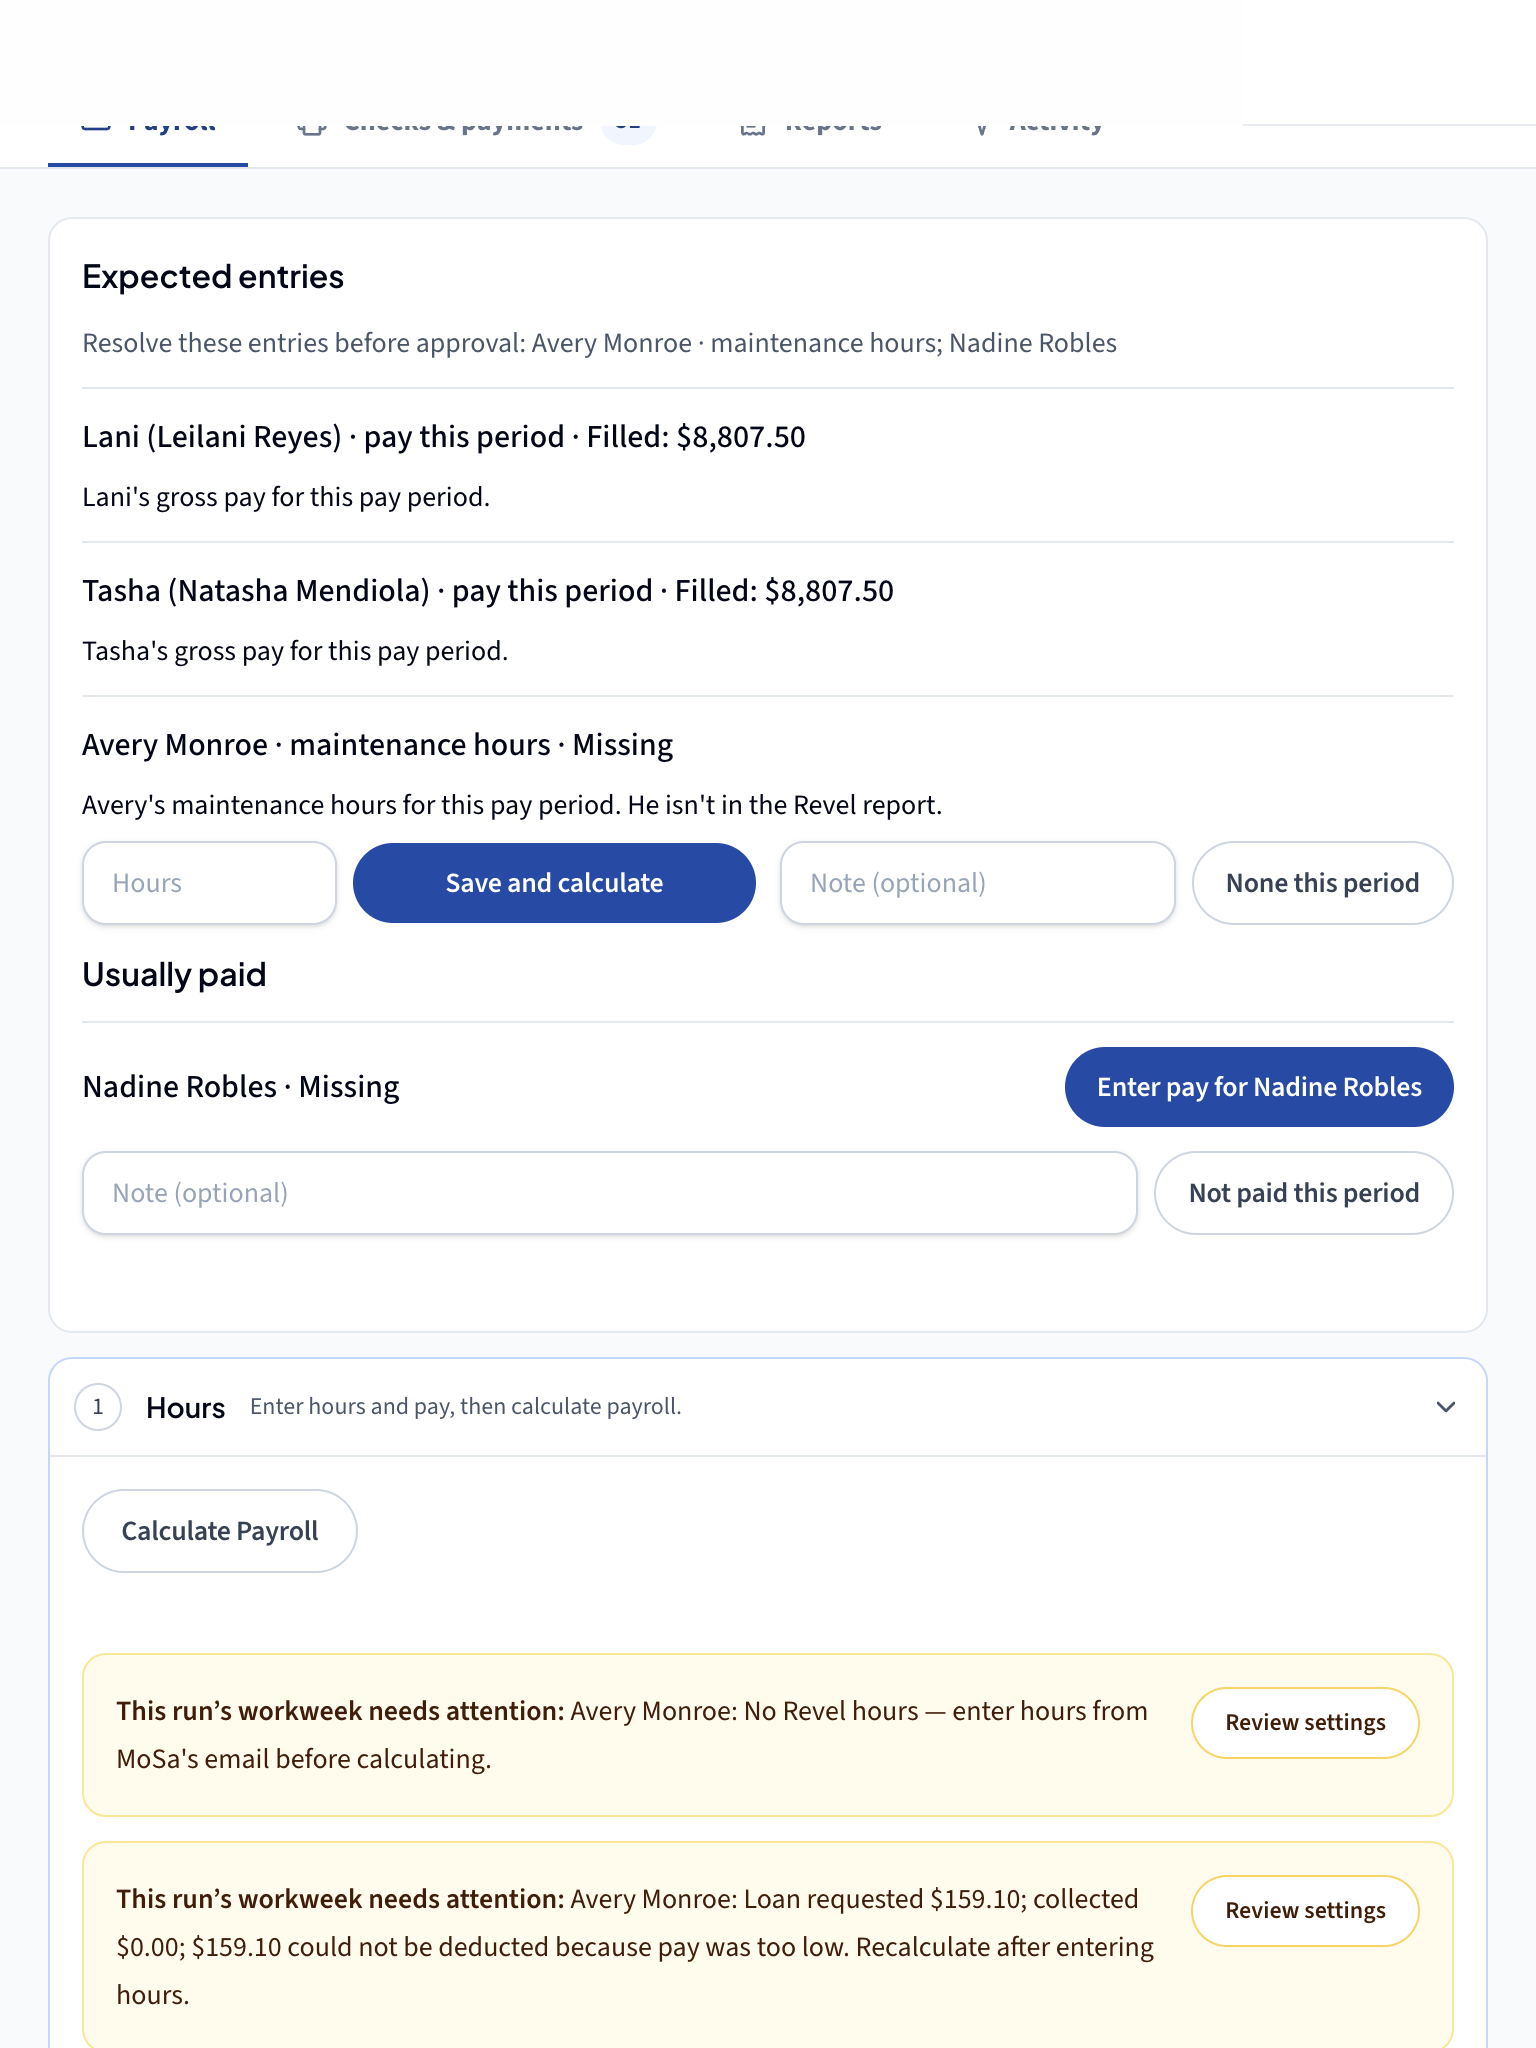 Payroll Checks & payments Reports Activity
Expected entries
Resolve these entries before approval: Avery Monroe · maintenance hours; Nadine Robles
Lani (Leilani Reyes) · pay this period · Filled: $8,807.50
Lani's gross pay for this pay period.
Tasha (Natasha Mendiola) · pay this period · Filled: $8,807.50
Tasha's gross pay for this pay period.
Avery Monroe · maintenance hours · Missing
Avery's maintenance hours for this pay period. He isn't in the Revel report.
Hours Save and calculate Note (optional) None this period
Usually paid
Nadine Robles · Missing Enter pay for Nadine Robles
Note (optional) Not paid this period
1 Hours Enter hours and pay, then calculate payroll.
Calculate Payroll
This run’s workweek needs attention: Avery Monroe: No Revel hours — enter hours from Review settings
MoSa's email before calculating.
This run’s workweek needs attention: Avery Monroe: Loan requested $159.10; collected Review settings
$0.00; $159.10 could not be deducted because pay was too low. Recalculate after entering
hours.